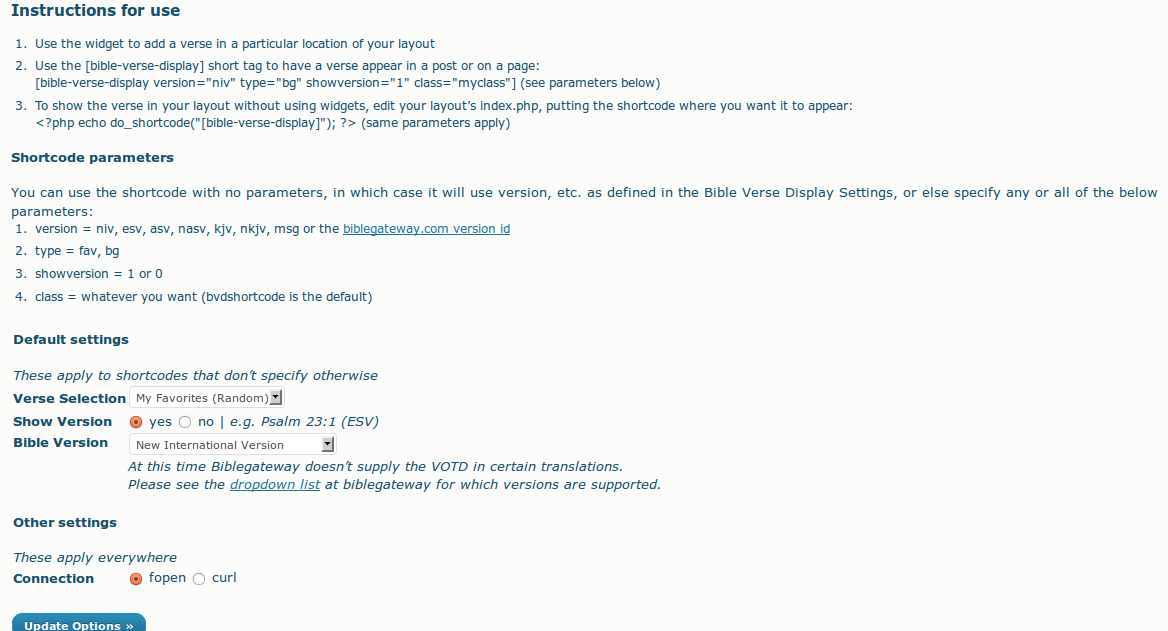 Instructions for use
1. Use the widget to add a verse in a particular location of your layout
2. Use the [bible-verse-display] short tag to have a verse appear in a post or on a page:
[bible-verse-display version="niv" type="bg" showversion="1" class="myclass"] (see parameters below)
3. To show the verse in your layout without using widgets, edit your layout’s index.php, putting the shortcode where you want it to appear:
<?php echo do_shortcode("[bible-verse-display]"); ?> (same parameters apply)
Shortcode parameters
You can use the shortcode with no parameters, in which case it will use version, etc. as defined in the Bible Verse Display Settings, or else specify any or all of the below
parameters:
1. version = niv, esv, asv, nasv, kjv, nkjv, msg or the biblegateway.com version id
2. type = fav, bg
3. showversion = 1 or 0
4. class = whatever you want (bvdshortcode is the default)
Default settings
These apply to shortcodes that don’t specify otherwise
Verse Selection My Favorites (Random)
Show Version yes no | e.g. Psalm 23:1 (ESV)
Bible Version New International Version
At this time Biblegateway doesn’t supply the VOTD in certain translations.
Please see the dropdown list at biblegateway for which versions are supported.
Other settings
These apply everywhere
Connection fopen curl
Update Options »